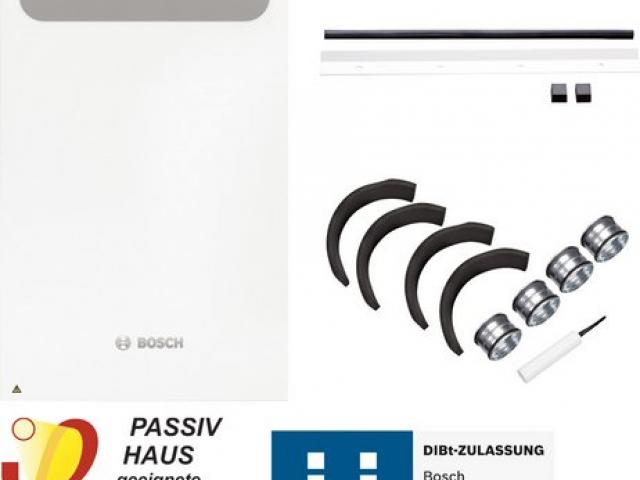 BOSCH
PASSIV
HAUS
geeignete
DIBt-ZULASSUNG
Bosch